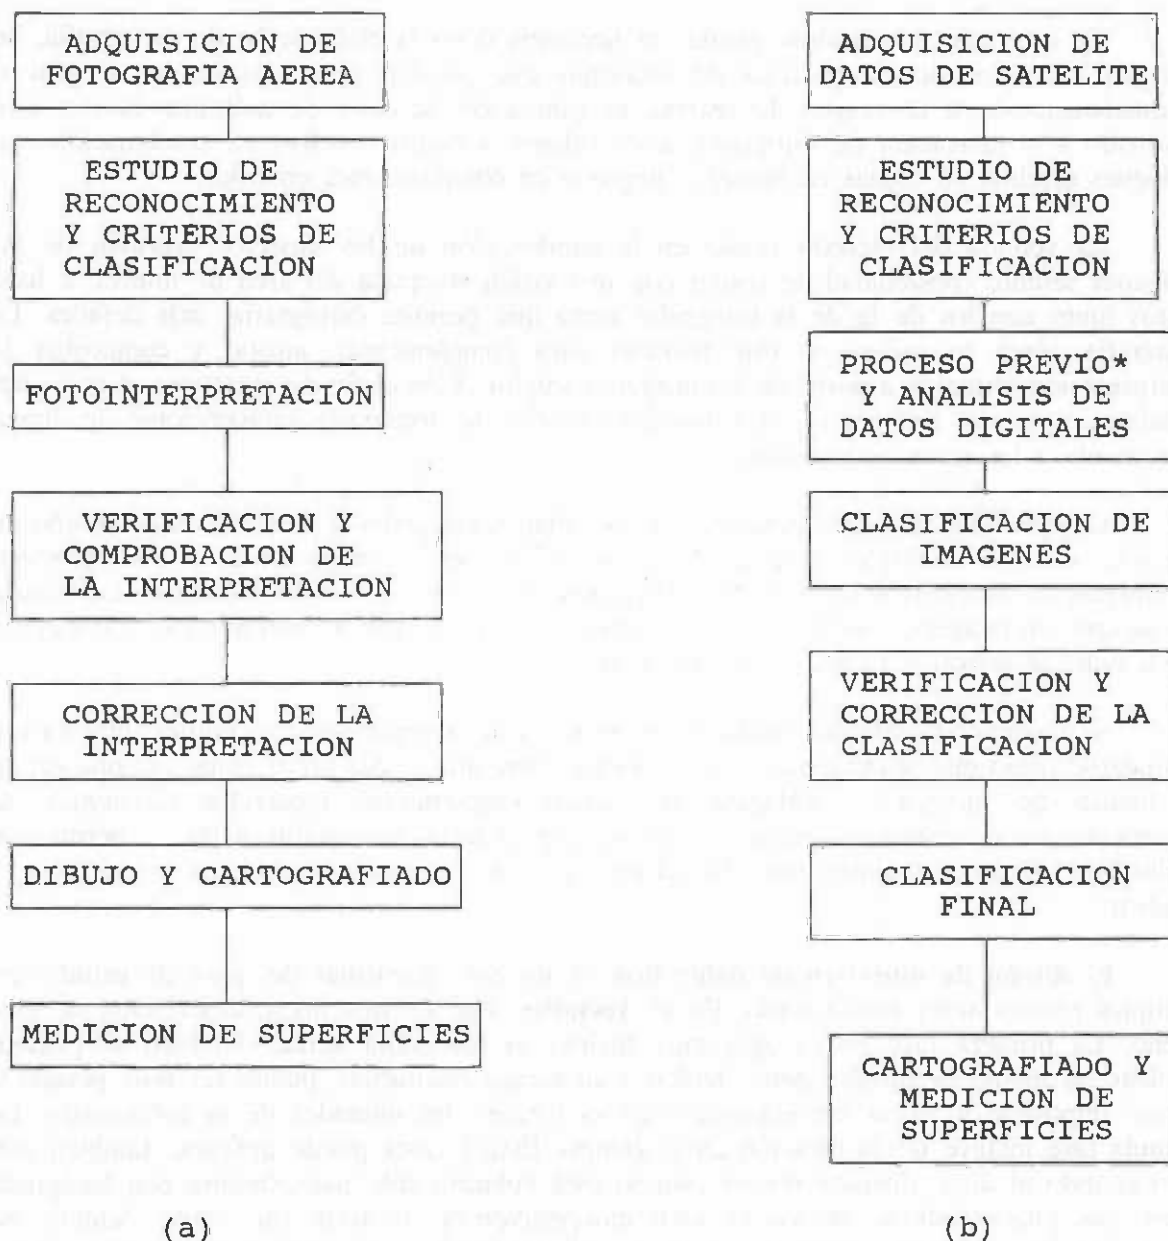 ADQUISICION DE
FOTOGRAFIA AEREA
ESTUDIO DE
RECONOCIMIENTO
Y CRITERIOS DE
CLASIFICACION
FOTOINTERPRETACION
VERIFICACION Y
COMPROBACION DE
LA INTERPRETACION
CORRECCION DE LA
INTERPRETACION
DIBUJO Y CARTOGRAFIADO
MEDICION DE SUPERFICIES
(a)
ADQUISICION DE
DATOS DE SATELITE
ESTUDIO DE
RECONOCIMIENTO
Y CRITERIOS DE
CLASIFICACION
PROCESO PREVIO*
Y ANALISIS DE
DATOS DIGITALES
CLASIFICACION DE
IMAGENES
VERIFICACION Y
CORRECCION DE LA
CLASIFICACION
CLASIFICACION
FINAL
CARTOGRAFIADO Y
MEDICION DE
SUPERFICIES
(b)